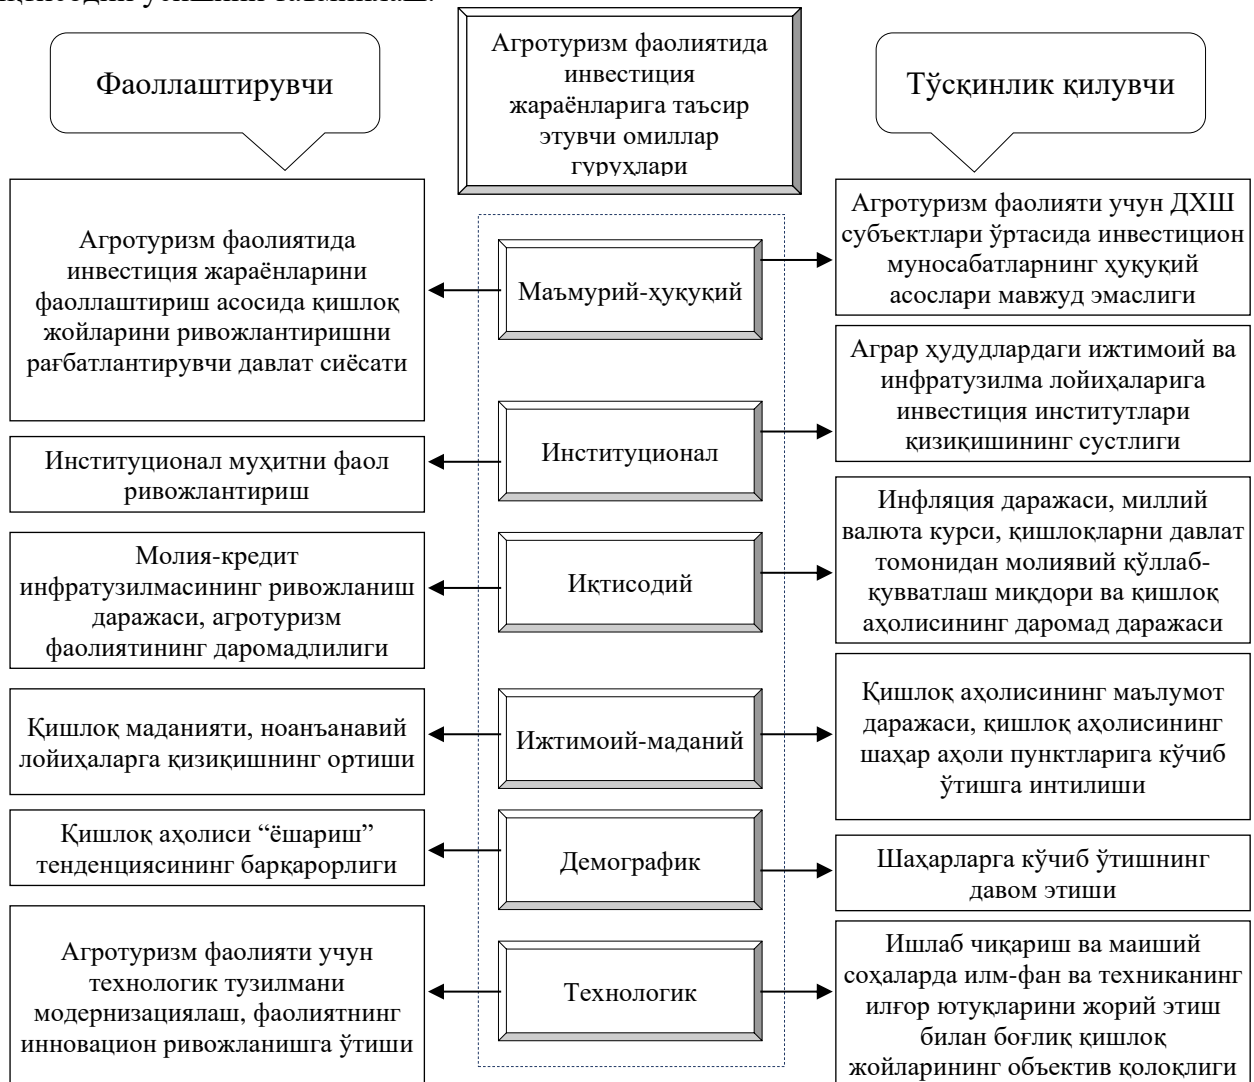 Агротуризм фаолиятида
инвестиция
жараёнларига таъсир
этувчи омиллар
гуруҳлари
Фаоллаштирувчи
Тўсқинлик қилувчи
Агротуризм фаолиятида
инвестиция жараёнларини
фаоллаштириш асосида қишлоқ
жойларини ривожлантиришни
рағбатлантирувчи давлат сиёсати
Маъмурий-ҳуқуқий
Агротуризм фаолияти учун ДХШ
субъектлари ўртасида инвестицион
муносабатларнинг ҳуқуқий
асослари мавжуд эмаслиги
Институционал муҳитни фаол
ривожлантириш
Институционал
Аграр ҳудудлардаги ижтимоий ва
инфратузилма лойиҳаларига
инвестиция институтлари
қизиқишининг сустлиги
Молия-кредит
инфратузилмасининг ривожланиш
даражаси, агротуризм
фаолиятининг даромадлилиги
Иқтисодий
Инфляция даражаси, миллий
валюта курси, қишлоқларни давлат
томонидан молиявий қўллаб-
қувватлаш миқдори ва қишлоқ
аҳолисининг даромад даражаси
Қишлоқ маданияти, ноанъанавий
лойиҳаларга қизиқишнинг ортиши
Ижтимоий-маданий
Қишлоқ аҳолисининг маълумот
даражаси, қишлоқ аҳолисининг
шаҳар аҳоли пунктларига кўчиб
ўтишга интилиши
Қишлоқ аҳолиси “ёшариш”
тенденциясининг барқарорлиги
Демографик
Шаҳарларга кўчиб ўтишнинг
давом этиши
Агротуризм фаолияти учун
технологик тузилмани
модернизациялаш, фаолиятнинг
инновацион ривожланишга ўтиши
Технологик
Ишлаб чиқариш ва маиший
соҳаларда илм-фан ва техниканинг
илғор ютуқларини жорий этиш
билан боғлиқ қишлоқ
жойларининг объектив қолоқлиги